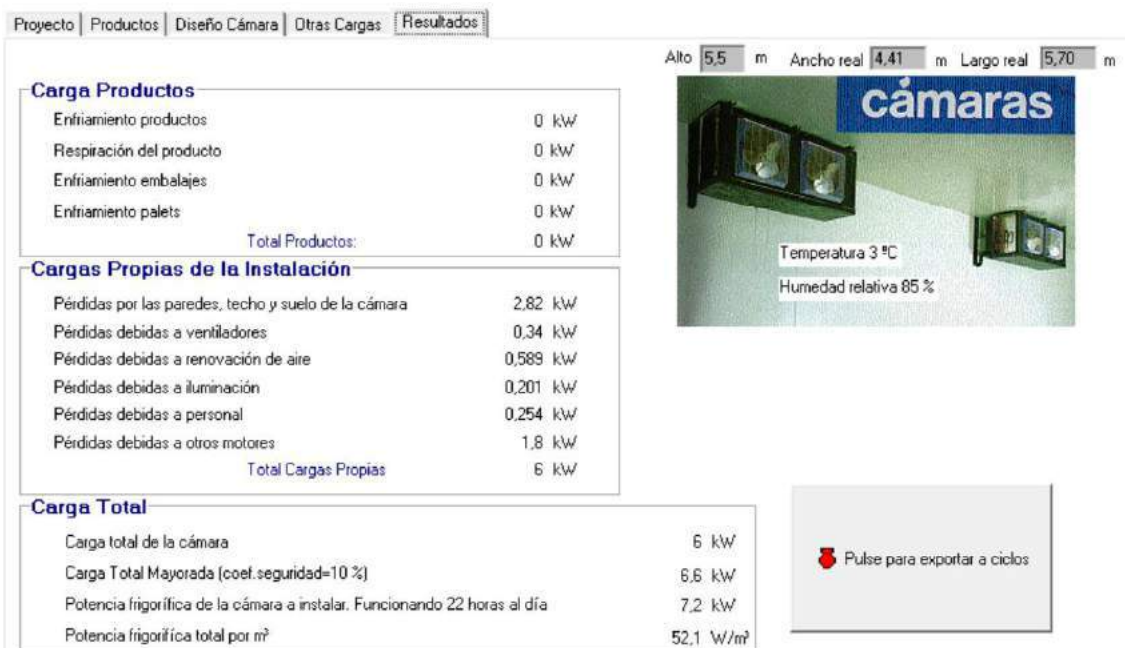 Proyecto Productos Diseño Cámara Otras Cargas Resultados
Alto 5,5 m Ancho real 4,41 m Largo real 5,70 m
cámaras
Temperatura 3 ºC
Humedad relativa 85 %
Carga Productos
Enfriamiento productos 0 kW
Respiración del producto 0 kW
Enfriamiento embalajes 0 kW
Enfriamiento palets 0 kW
Total Productos: 0 kW
Cargas Propias de la Instalación
Pérdidas por las paredes, techo y suelo de la cámara 2,82 kW
Pérdidas debidas a ventiladores 0,34 kW
Pérdidas debidas a renovación de aire 0,589 kW
Pérdidas debidas a iluminación 0,201 kW
Pérdidas debidas a personal 0,254 kW
Pérdidas debidas a otros motores 1,8 kW
Total Cargas Propias 6 kW
Carga Total
Carga total de la cámara 6 kW
Carga Total Mayorada (coef.seguridad=10 %) 6,6 kW
Potencia frigorífica de la cámara a instalar. Funcionando 22 horas al día 7,2 kW
Potencia frigorifíca total por m³ 52,1 W/m³
Pulse para exportar a ciclos